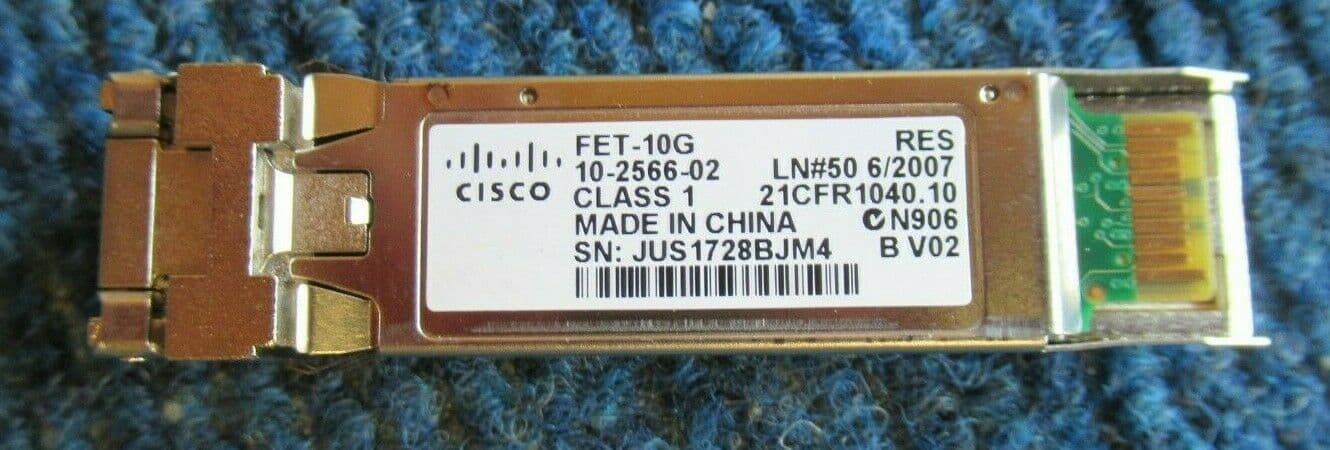 CISCO
FET-10G RES
10-2566-02 LN#50 6/2007
CLASS 1 21CFR1040.10
MADE IN CHINA N906
SN: JUS1728BJM4 B V02